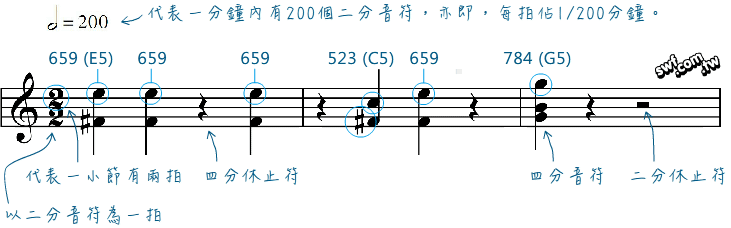 𝅗𝅥 = 200 代表一分鐘內有200個二分音符，亦即，每拍佔1/200分鐘。
659 (E5) 659 659 523 (C5) 659 784 (G5)
swf.com.tw
2
2
代表一小節有兩拍 四分休止符 四分音符 二分休止符
以二分音符為一拍